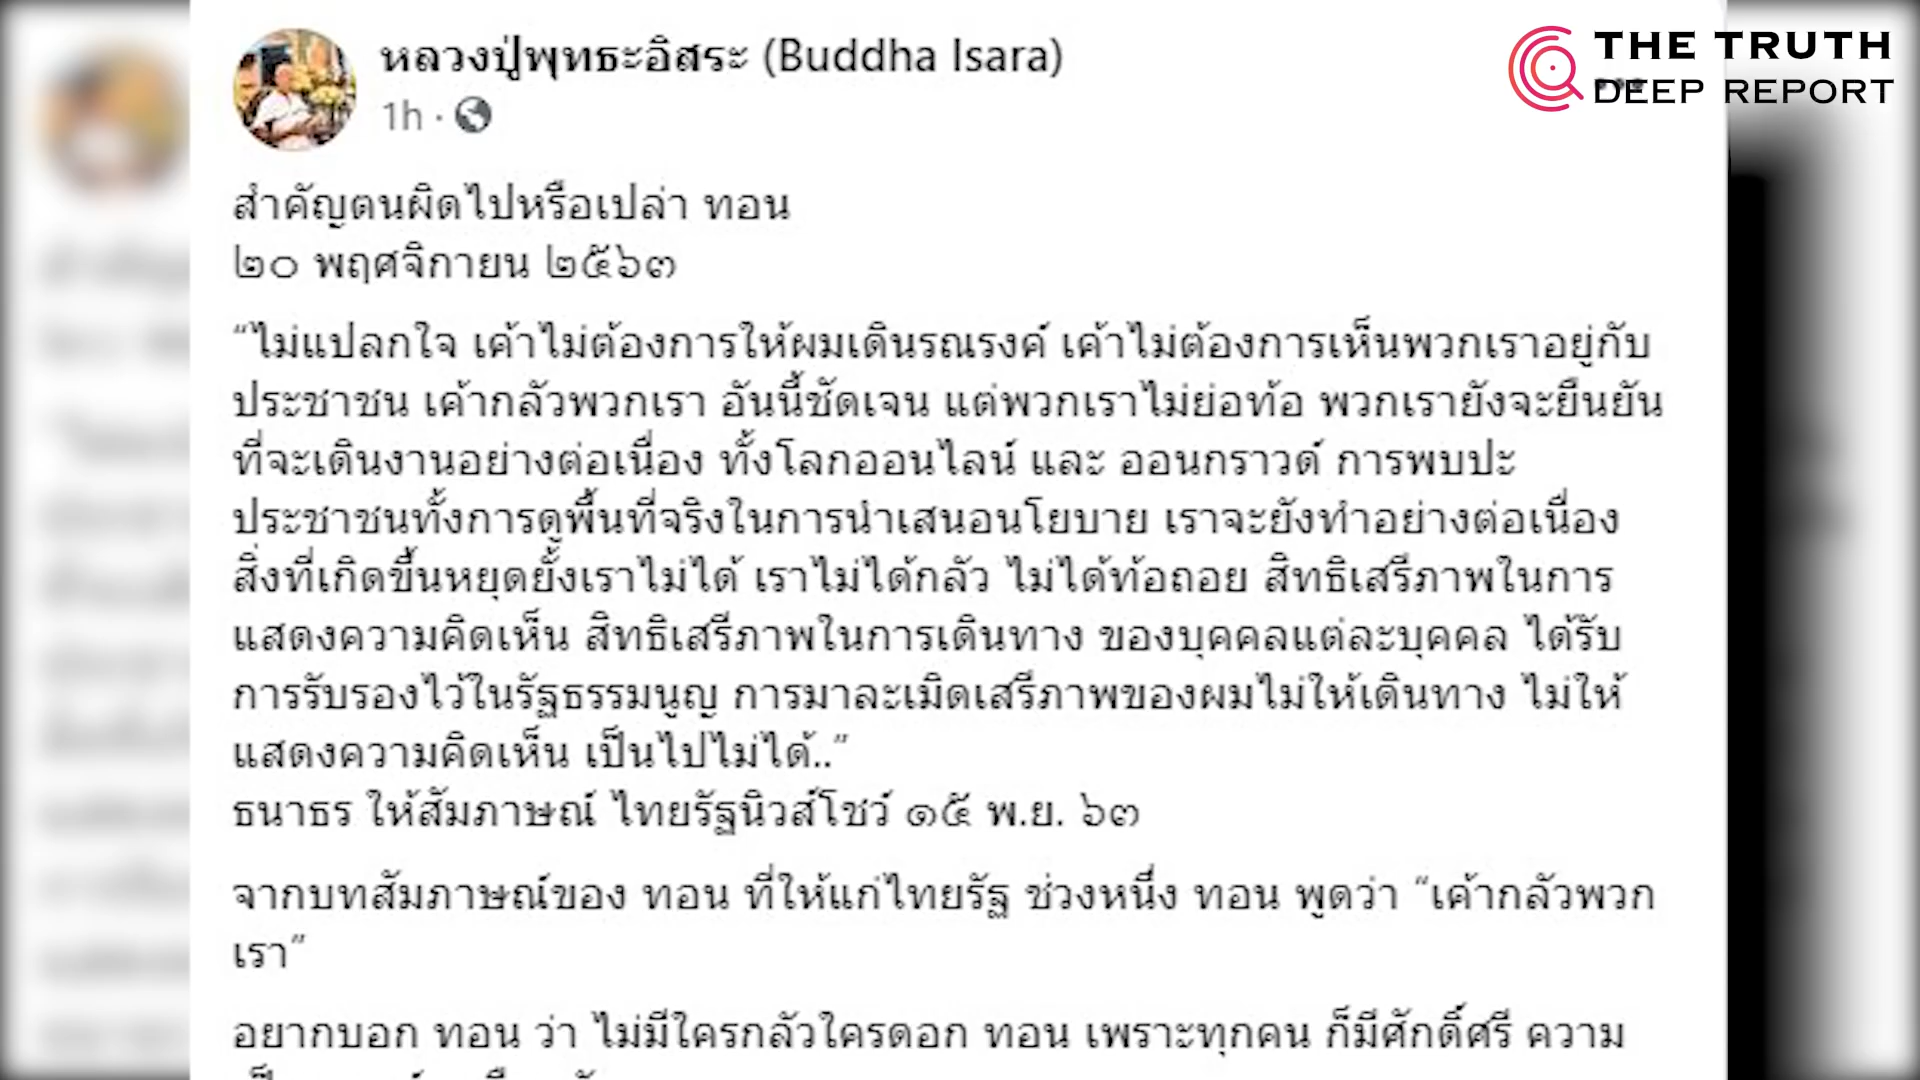 หลวงปู่พุทธะอิสระ (Buddha Isara)
1h ·
THE TRUTH
DEEP REPORT
สำคัญตนผิดไปหรือเปล่า ทอน
๒๐ พฤศจิกายน ๒๕๖๓
“ไม่แปลกใจ เค้าไม่ต้องการให้ผมเดินรณรงค์ เค้าไม่ต้องการเห็นพวกเราอยู่กับ
ประชาชน เค้ากลัวพวกเรา อันนี้ชัดเจน แต่พวกเราไม่ย่อท้อ พวกเรายังจะยืนยัน
ที่จะเดินงานอย่างต่อเนื่อง ทั้งโลกออนไลน์ และ ออนกราวด์ การพบปะ
ประชาชนทั้งการดูพื้นที่จริงในการนำเสนอนโยบาย เราจะยังทำอย่างต่อเนื่อง
สิ่งที่เกิดขึ้นหยุดยั้งเราไม่ได้ เราไม่ได้กลัว ไม่ได้ท้อถอย สิทธิเสรีภาพในการ
แสดงความคิดเห็น สิทธิเสรีภาพในการเดินทาง ของบุคคลแต่ละบุคคล ได้รับ
การรับรองไว้ในรัฐธรรมนูญ การมาละเมิดเสรีภาพของผมไม่ให้เดินทาง ไม่ให้
แสดงความคิดเห็น เป็นไปไม่ได้..”
ธนาธร ให้สัมภาษณ์ ไทยรัฐนิวส์โชว์ ๑๕ พ.ย. ๖๓
จากบทสัมภาษณ์ของ ทอน ที่ให้แก่ไทยรัฐ ช่วงหนึ่ง ทอน พูดว่า “เค้ากลัวพวก
เรา”
อยากบอก ทอน ว่า ไม่มีใครกลัวใครดอก ทอน เพราะทุกคน ก็มีศักดิ์ศรี ความ